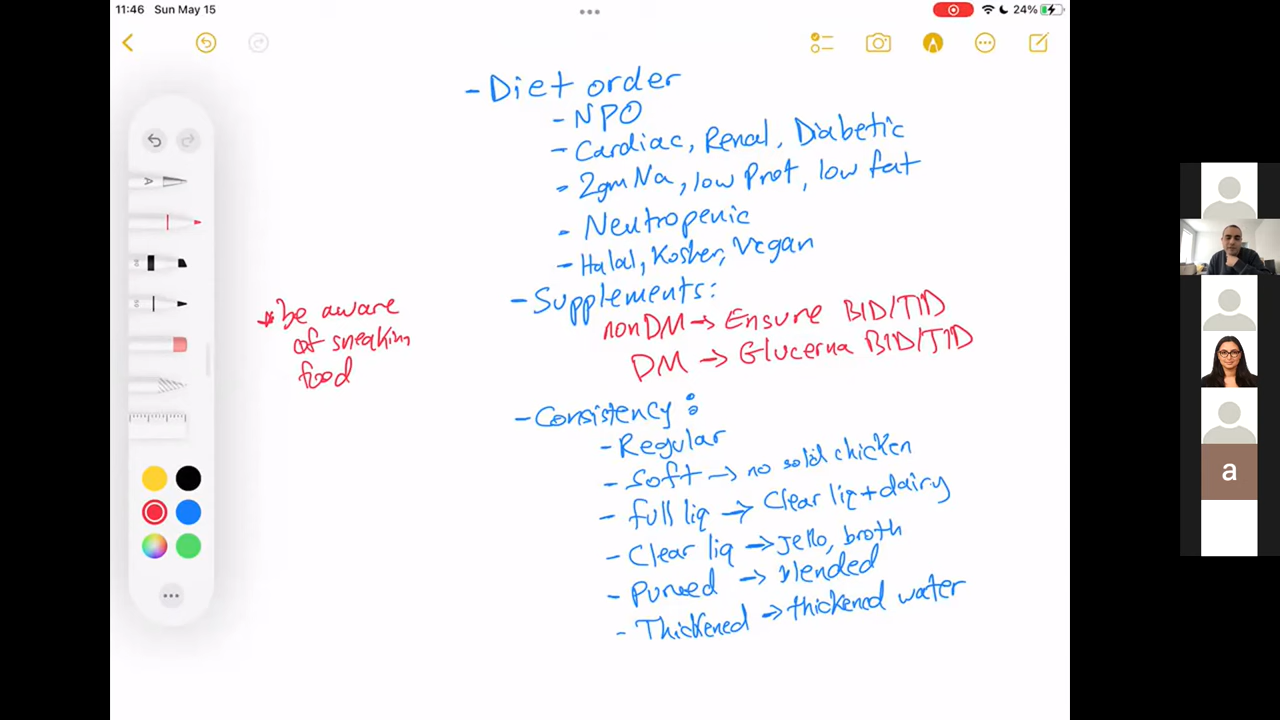 11:46 Sun May 15
24%
- Diet order
- NPO
- Cardiac, Renal, Diabetic
- 2gm Na, low Prot, low fat
- Neutropenic
- Halal, Kosher, Vegan
- Supplements:
nonDM → Ensure BID/TID
DM → Glucerna BID/TID
* be aware
of sneakim
food
- Consistency:
- Regular
- Soft → no solid chicken
- full liq → Clear liq + dairy
- Clear liq → Jello, broth
- Pureed → blended
- Thickened → thickened water
A
a